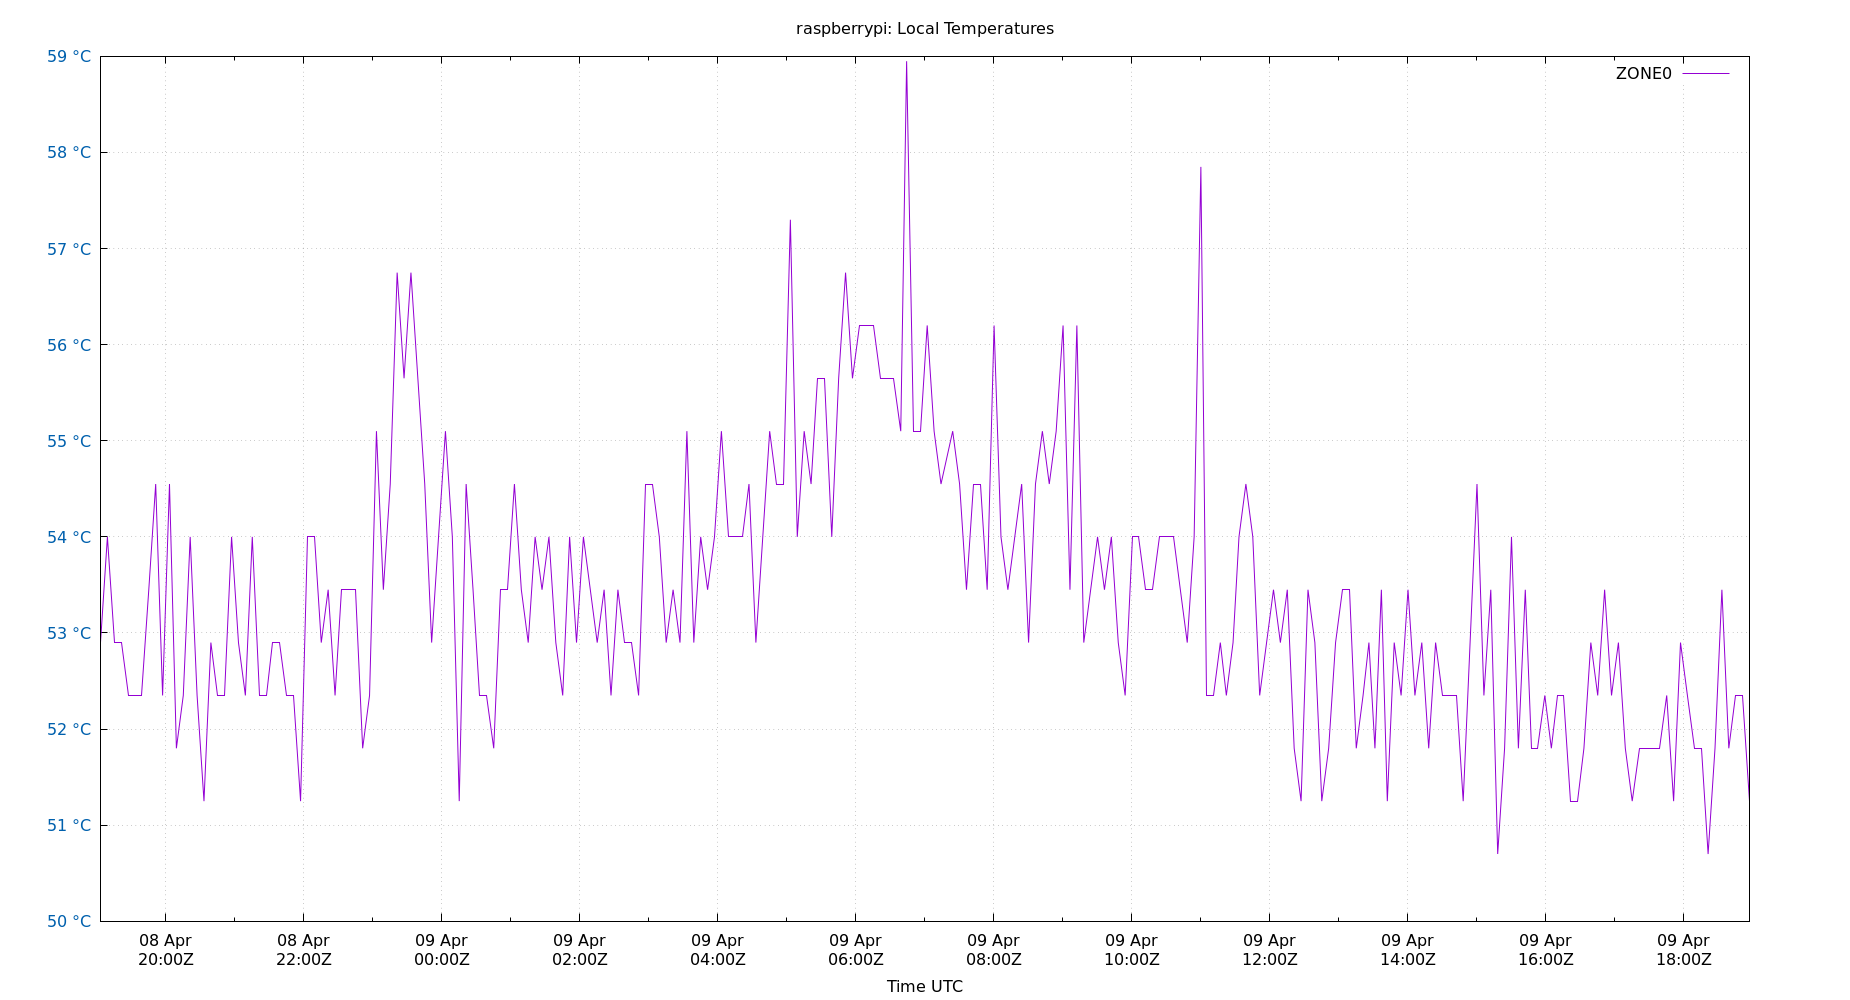 raspberrypi: Local Temperatures
ZONE0
59 °C
58 °C
57 °C
56 °C
55 °C
54 °C
53 °C
52 °C
51 °C
50 °C
08 Apr 08 Apr 09 Apr 09 Apr 09 Apr 09 Apr 09 Apr 09 Apr 09 Apr 09 Apr 09 Apr 09 Apr
20:00Z 22:00Z 00:00Z 02:00Z 04:00Z 06:00Z 08:00Z 10:00Z 12:00Z 14:00Z 16:00Z 18:00Z
Time UTC